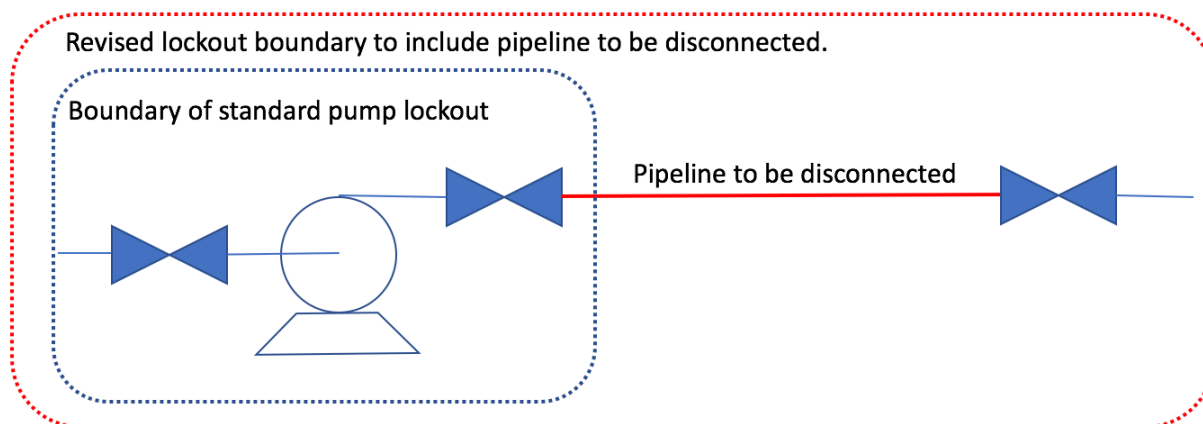 Revised lockout boundary to include pipeline to be disconnected.
Boundary of standard pump lockout
Pipeline to be disconnected